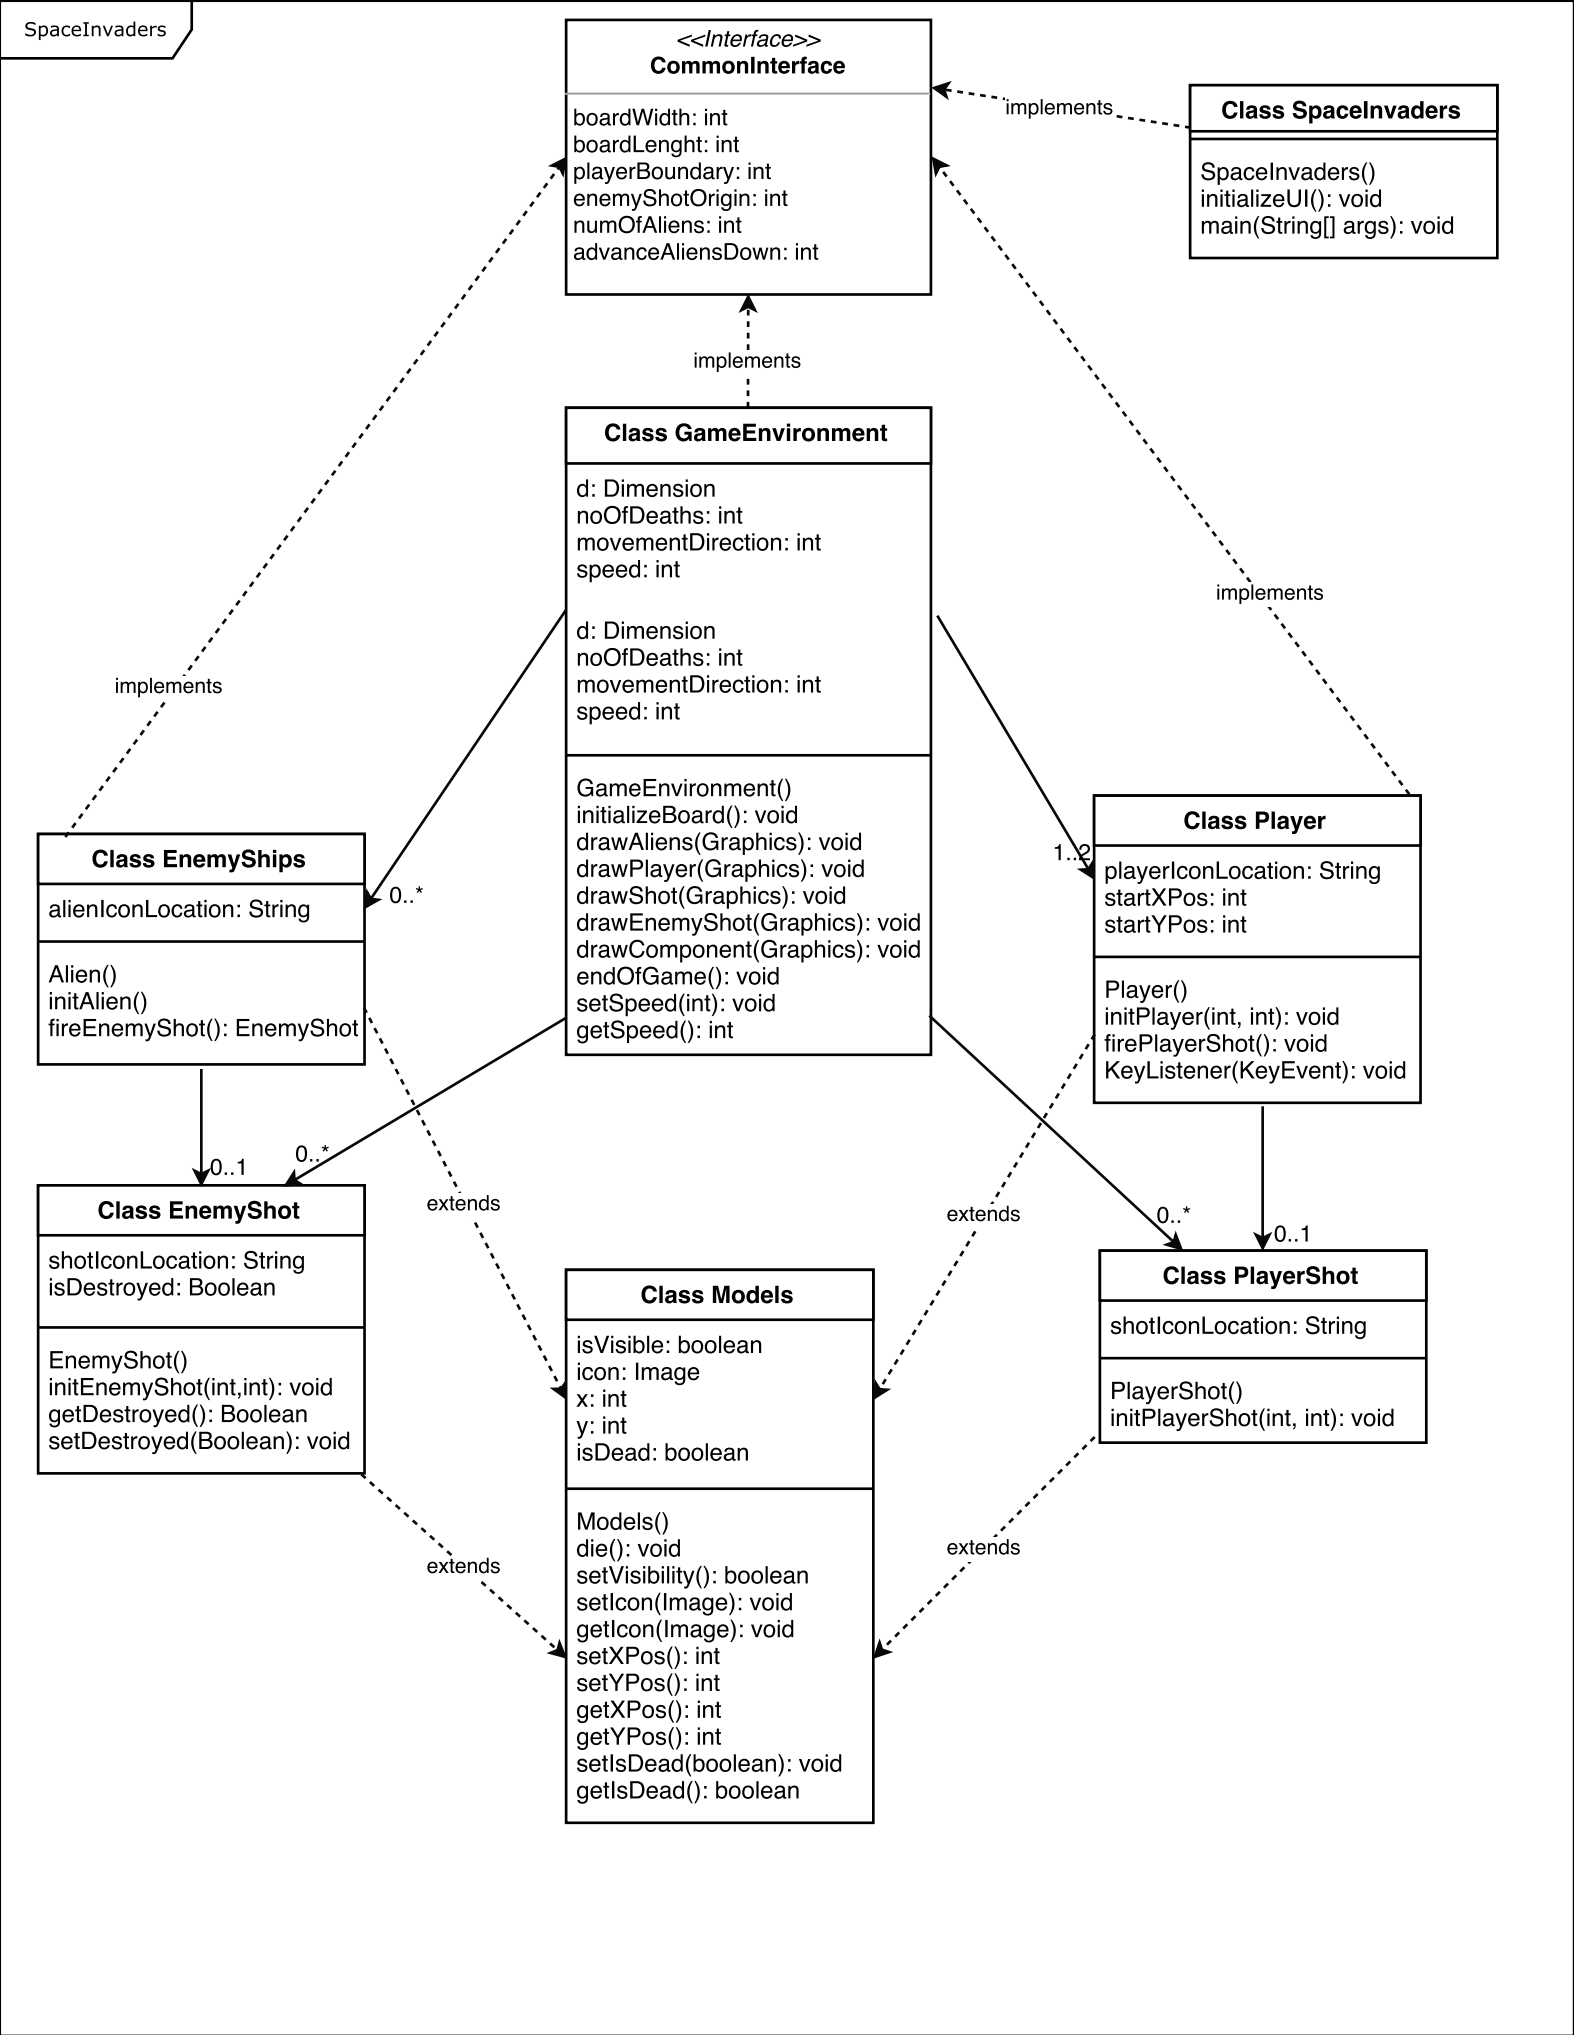 SpaceInvaders
<<Interface>>
CommonInterface
boardWidth: int
boardLenght: int
playerBoundary: int
enemyShotOrigin: int
numOfAliens: int
advanceAliensDown: int
implements
Class SpaceInvaders
SpaceInvaders()
initializeUI(): void
main(String[] args): void
implements
Class GameEnvironment
d: Dimension
noOfDeaths: int
movementDirection: int
speed: int
d: Dimension
noOfDeaths: int
movementDirection: int
speed: int
GameEnvironment()
initializeBoard(): void
drawAliens(Graphics): void
drawPlayer(Graphics): void
drawShot(Graphics): void
drawEnemyShot(Graphics): void
drawComponent(Graphics): void
endOfGame(): void
setSpeed(int): void
getSpeed(): int
implements
implements
Class EnemyShips
alienIconLocation: String
Alien()
initAlien()
fireEnemyShot(): EnemyShot
0..*
1..2
Class Player
playerIconLocation: String
startXPos: int
startYPos: int
Player()
initPlayer(int, int): void
firePlayerShot(): void
KeyListener(KeyEvent): void
0..1
0..*
Class EnemyShot
shotIconLocation: String
isDestroyed: Boolean
EnemyShot()
initEnemyShot(int,int): void
getDestroyed(): Boolean
setDestroyed(Boolean): void
extends
extends
0..*
0..1
Class PlayerShot
shotIconLocation: String
PlayerShot()
initPlayerShot(int, int): void
Class Models
isVisible: boolean
icon: Image
x: int
y: int
isDead: boolean
Models()
die(): void
setVisibility(): boolean
setIcon(Image): void
getIcon(Image): void
setXPos(): int
setYPos(): int
getXPos(): int
getYPos(): int
setIsDead(boolean): void
getIsDead(): boolean
extends
extends